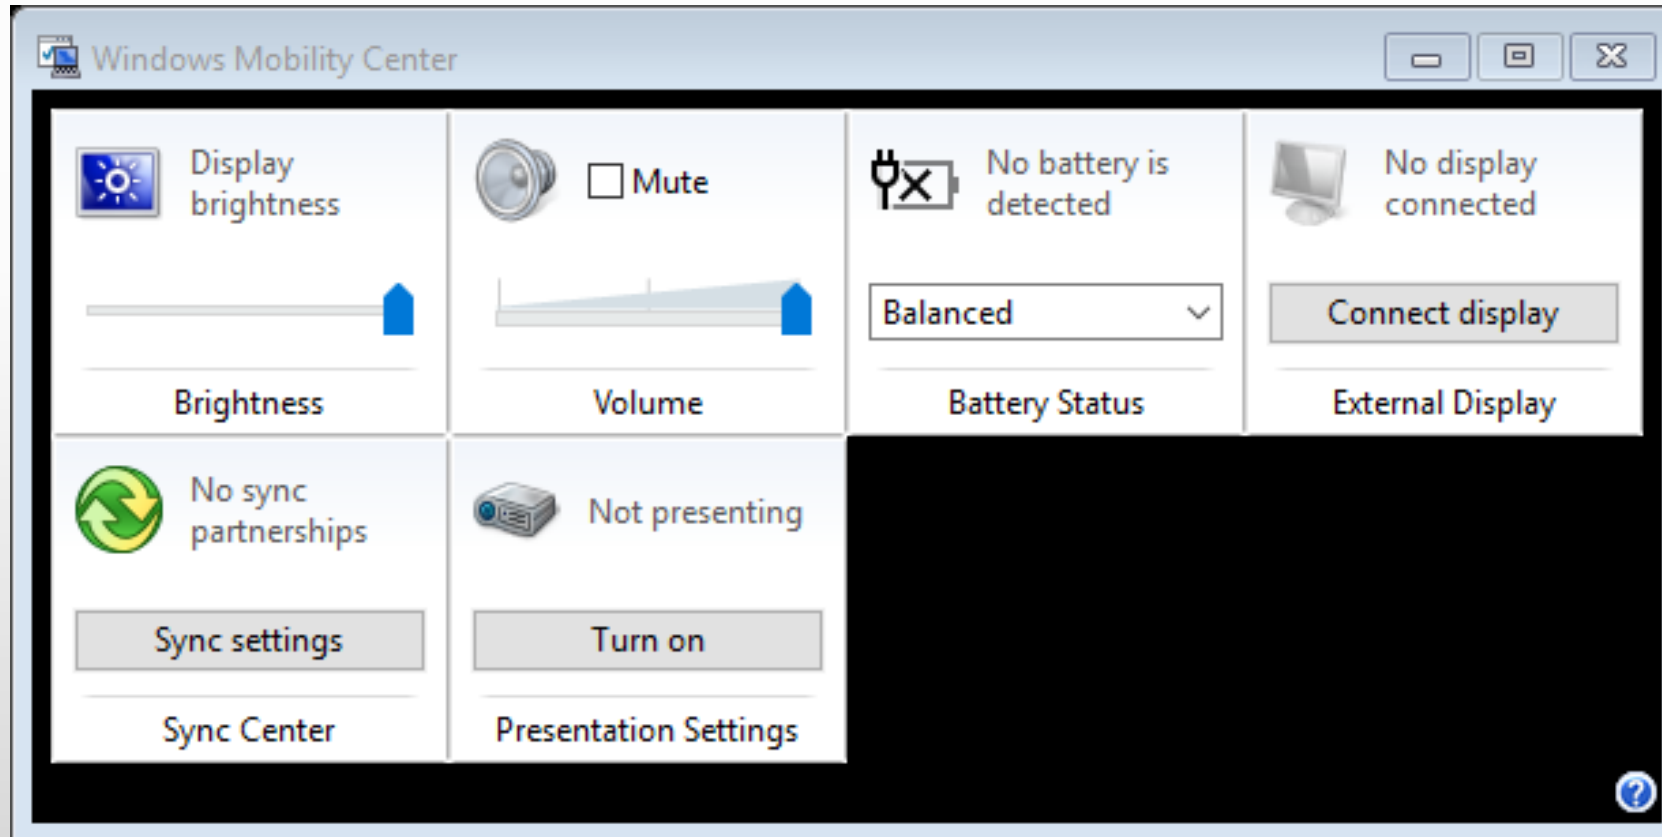 Windows Mobility Center
Display
brightness
Brightness
Mute
Volume
No battery is
detected
Balanced
Battery Status
No display
connected
Connect display
External Display
No sync
partnerships
Sync settings
Sync Center
Not presenting
Turn on
Presentation Settings
?